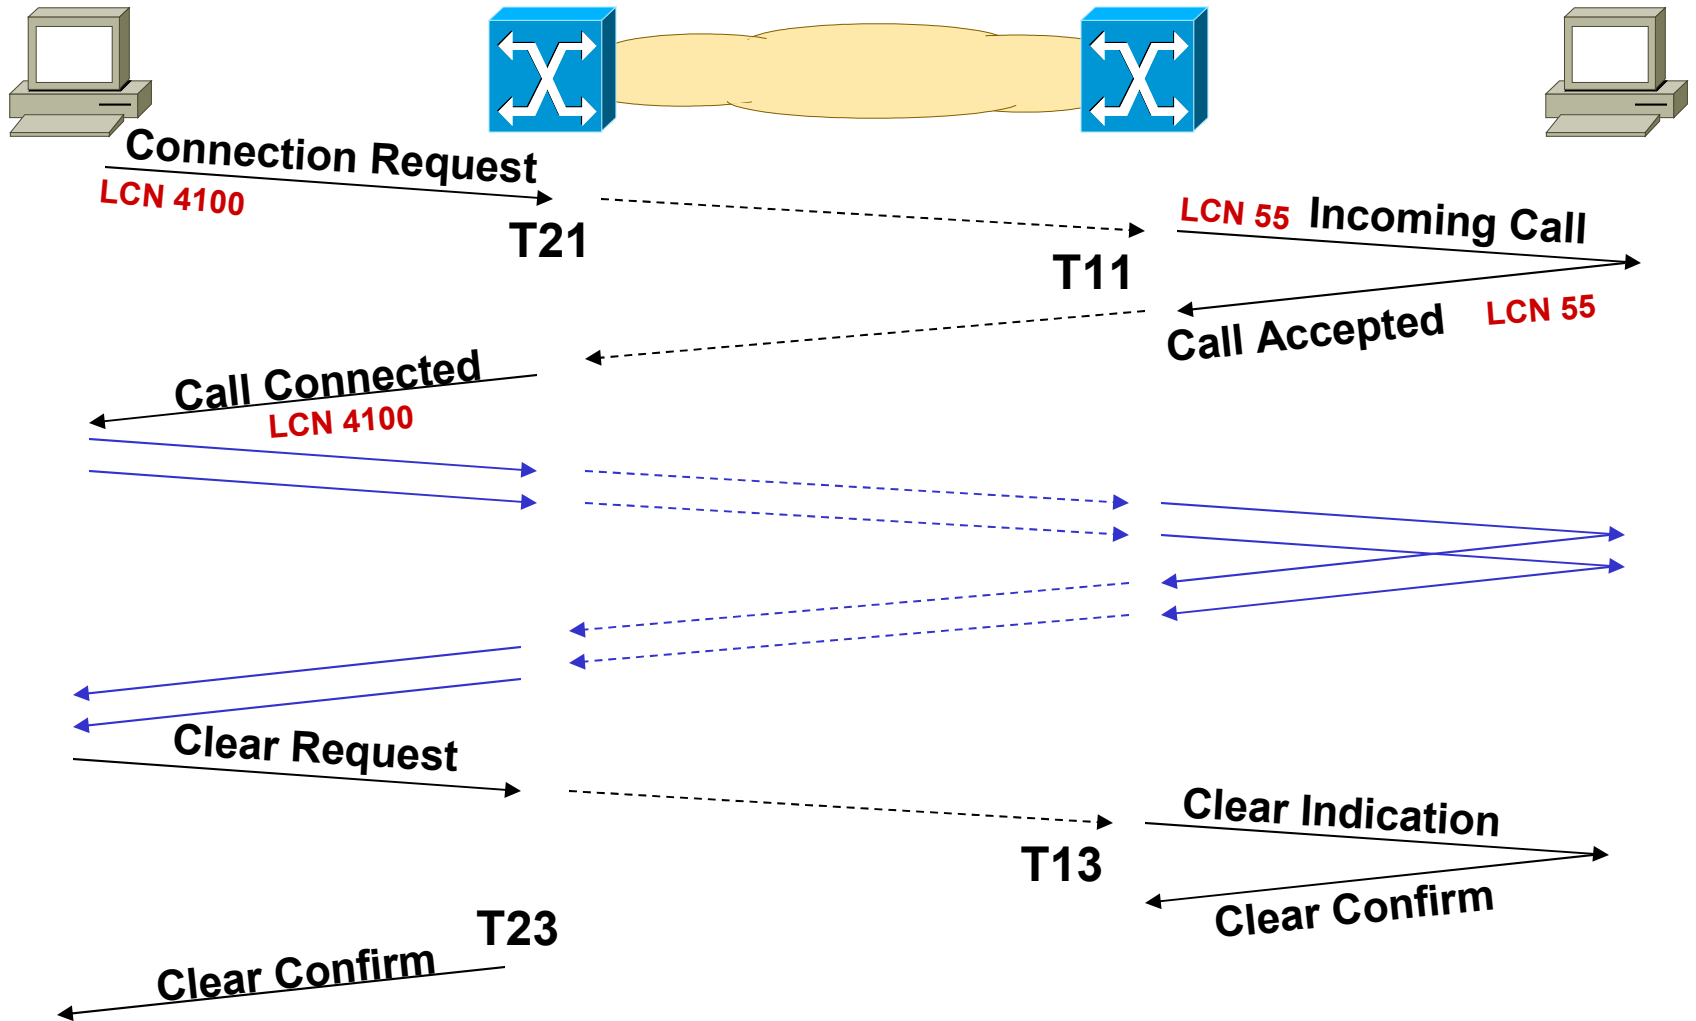 Connection Request
LCN 4100
T21
LCN 55 Incoming Call
T11
Call Accepted LCN 55
Call Connected
LCN 4100
Clear Request
Clear Indication
T13
Clear Confirm
T23
Clear Confirm